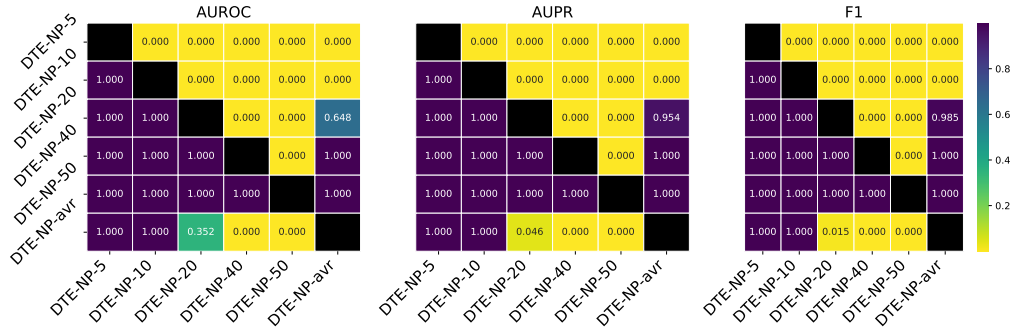 AUROC AUPR F1
DTE-NP-5 0.000 0.000 0.000 0.000 0.000 0.000 0.000 0.000 0.000 0.000 0.000 0.000 0.000 0.000 0.000
DTE-NP-10 1.000 0.000 0.000 0.000 0.000 1.000 0.000 0.000 0.000 0.000 1.000 0.000 0.000 0.000 0.000
DTE-NP-20 1.000 1.000 0.000 0.000 0.648 1.000 1.000 0.000 0.000 0.954 1.000 1.000 0.000 0.000 0.985
DTE-NP-40 1.000 1.000 1.000 0.000 1.000 1.000 1.000 1.000 0.000 1.000 1.000 1.000 1.000 0.000 1.000
DTE-NP-50 1.000 1.000 1.000 1.000 1.000 1.000 1.000 1.000 1.000 1.000 1.000 1.000 1.000 1.000 1.000
DTE-NP-avr 1.000 1.000 0.352 0.000 0.000 1.000 1.000 0.046 0.000 0.000 1.000 1.000 0.015 0.000 0.000
DTE-NP-5 DTE-NP-10 DTE-NP-20 DTE-NP-40 DTE-NP-50 DTE-NP-avr DTE-NP-5 DTE-NP-10 DTE-NP-20 DTE-NP-40 DTE-NP-50 DTE-NP-avr DTE-NP-5 DTE-NP-10 DTE-NP-20 DTE-NP-40 DTE-NP-50 DTE-NP-avr
0.8
0.6
0.4
0.2